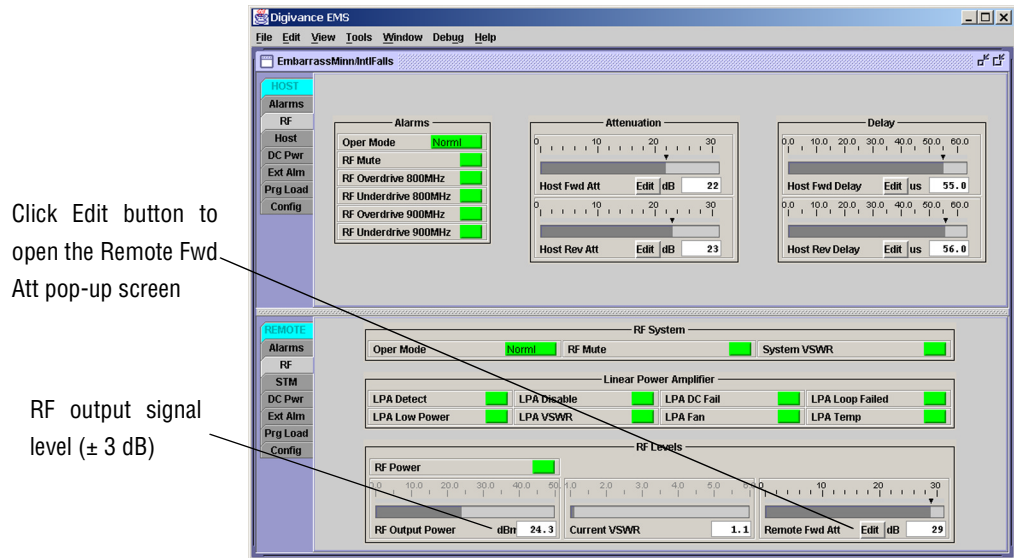 Digivance EMS
File Edit View Tools Window Debug Help
EmbarrassMinn/IntlFalls
HOST
Alarms
RF
Host
DC Pwr
Ext Alm
Prg Load
Config
Alarms
Oper Mode Norml
RF Mute
RF Overdrive 800MHz
RF Underdrive 800MHz
RF Overdrive 900MHz
RF Underdrive 900MHz
Attenuation
0 10 20 30
Host Fwd Att Edit dB 22
0 10 20 30
Host Rev Att Edit dB 23
Delay
0.0 10.0 20.0 30.0 40.0 50.0 60.0
Host Fwd Delay Edit us 55.0
0.0 10.0 20.0 30.0 40.0 50.0 60.0
Host Rev Delay Edit us 56.0
Click Edit button to
open the Remote Fwd
Att pop-up screen
REMOTE
Alarms
RF
STM
DC Pwr
Ext Alm
Prg Load
Config
RF System
Oper Mode Norml RF Mute System VSWR
Linear Power Amplifier
LPA Detect LPA Disable LPA DC Fail LPA Loop Failed
LPA Low Power LPA VSWR LPA Fan LPA Temp
RF output signal
level (± 3 dB)
RF Levels
RF Power
0.0 10.0 20.0 30.0 40.0 50.
RF Output Power dBm 24.3
1.0 2.0 3.0 4.0 5.0 6.0
Current VSWR 1.1
0 10 20 30
Remote Fwd Att Edit dB 29